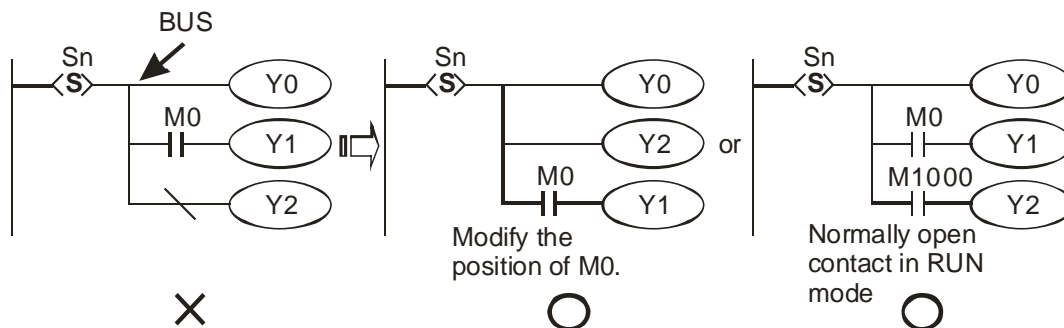 BUS
Sn
S
Y0
M0
Y1
Y2
Sn
S
Y0
Y2
M0
Y1
Modify the
position of M0.
or
Sn
S
Y0
M0
Y1
M1000
Y2
Normally open
contact in RUN
mode